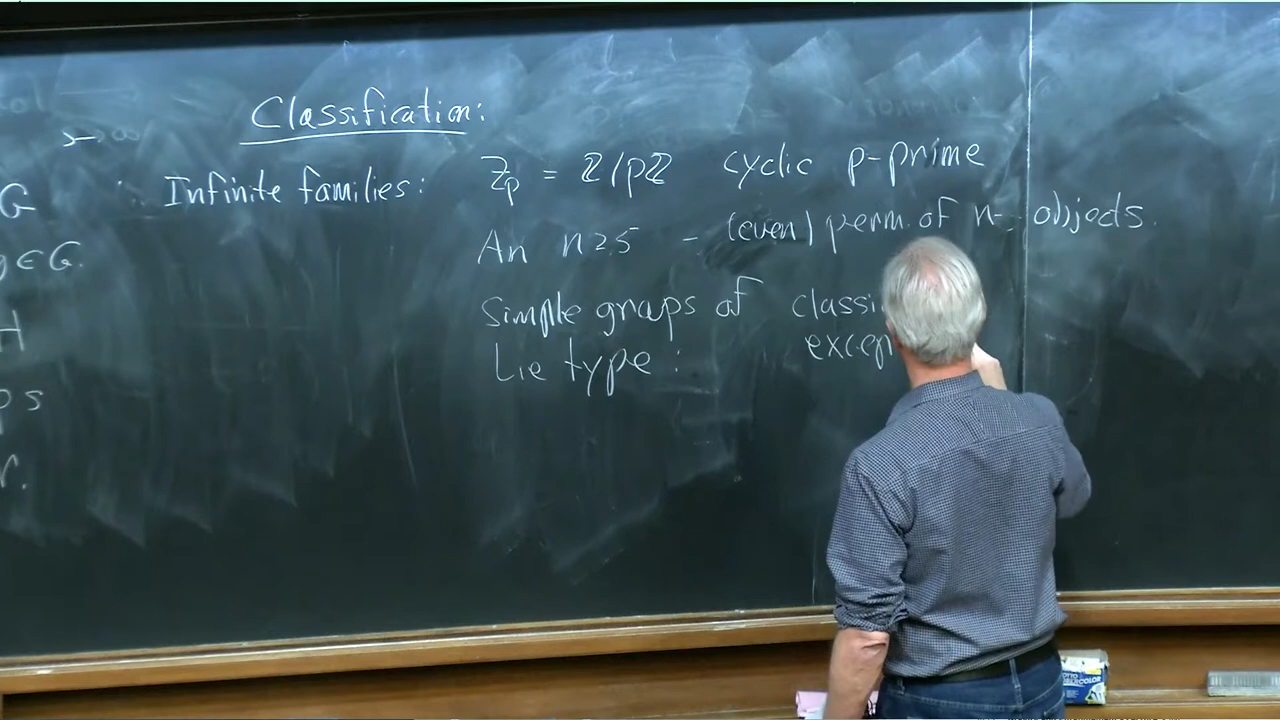 Classification:
Infinite families:
Zp = ℤ/pℤ cyclic p-prime
An n≥5 - (even) perm. of n- objects.
Simple groups of classi
Lie type: excep
G
g∈G.
H
ps
r.